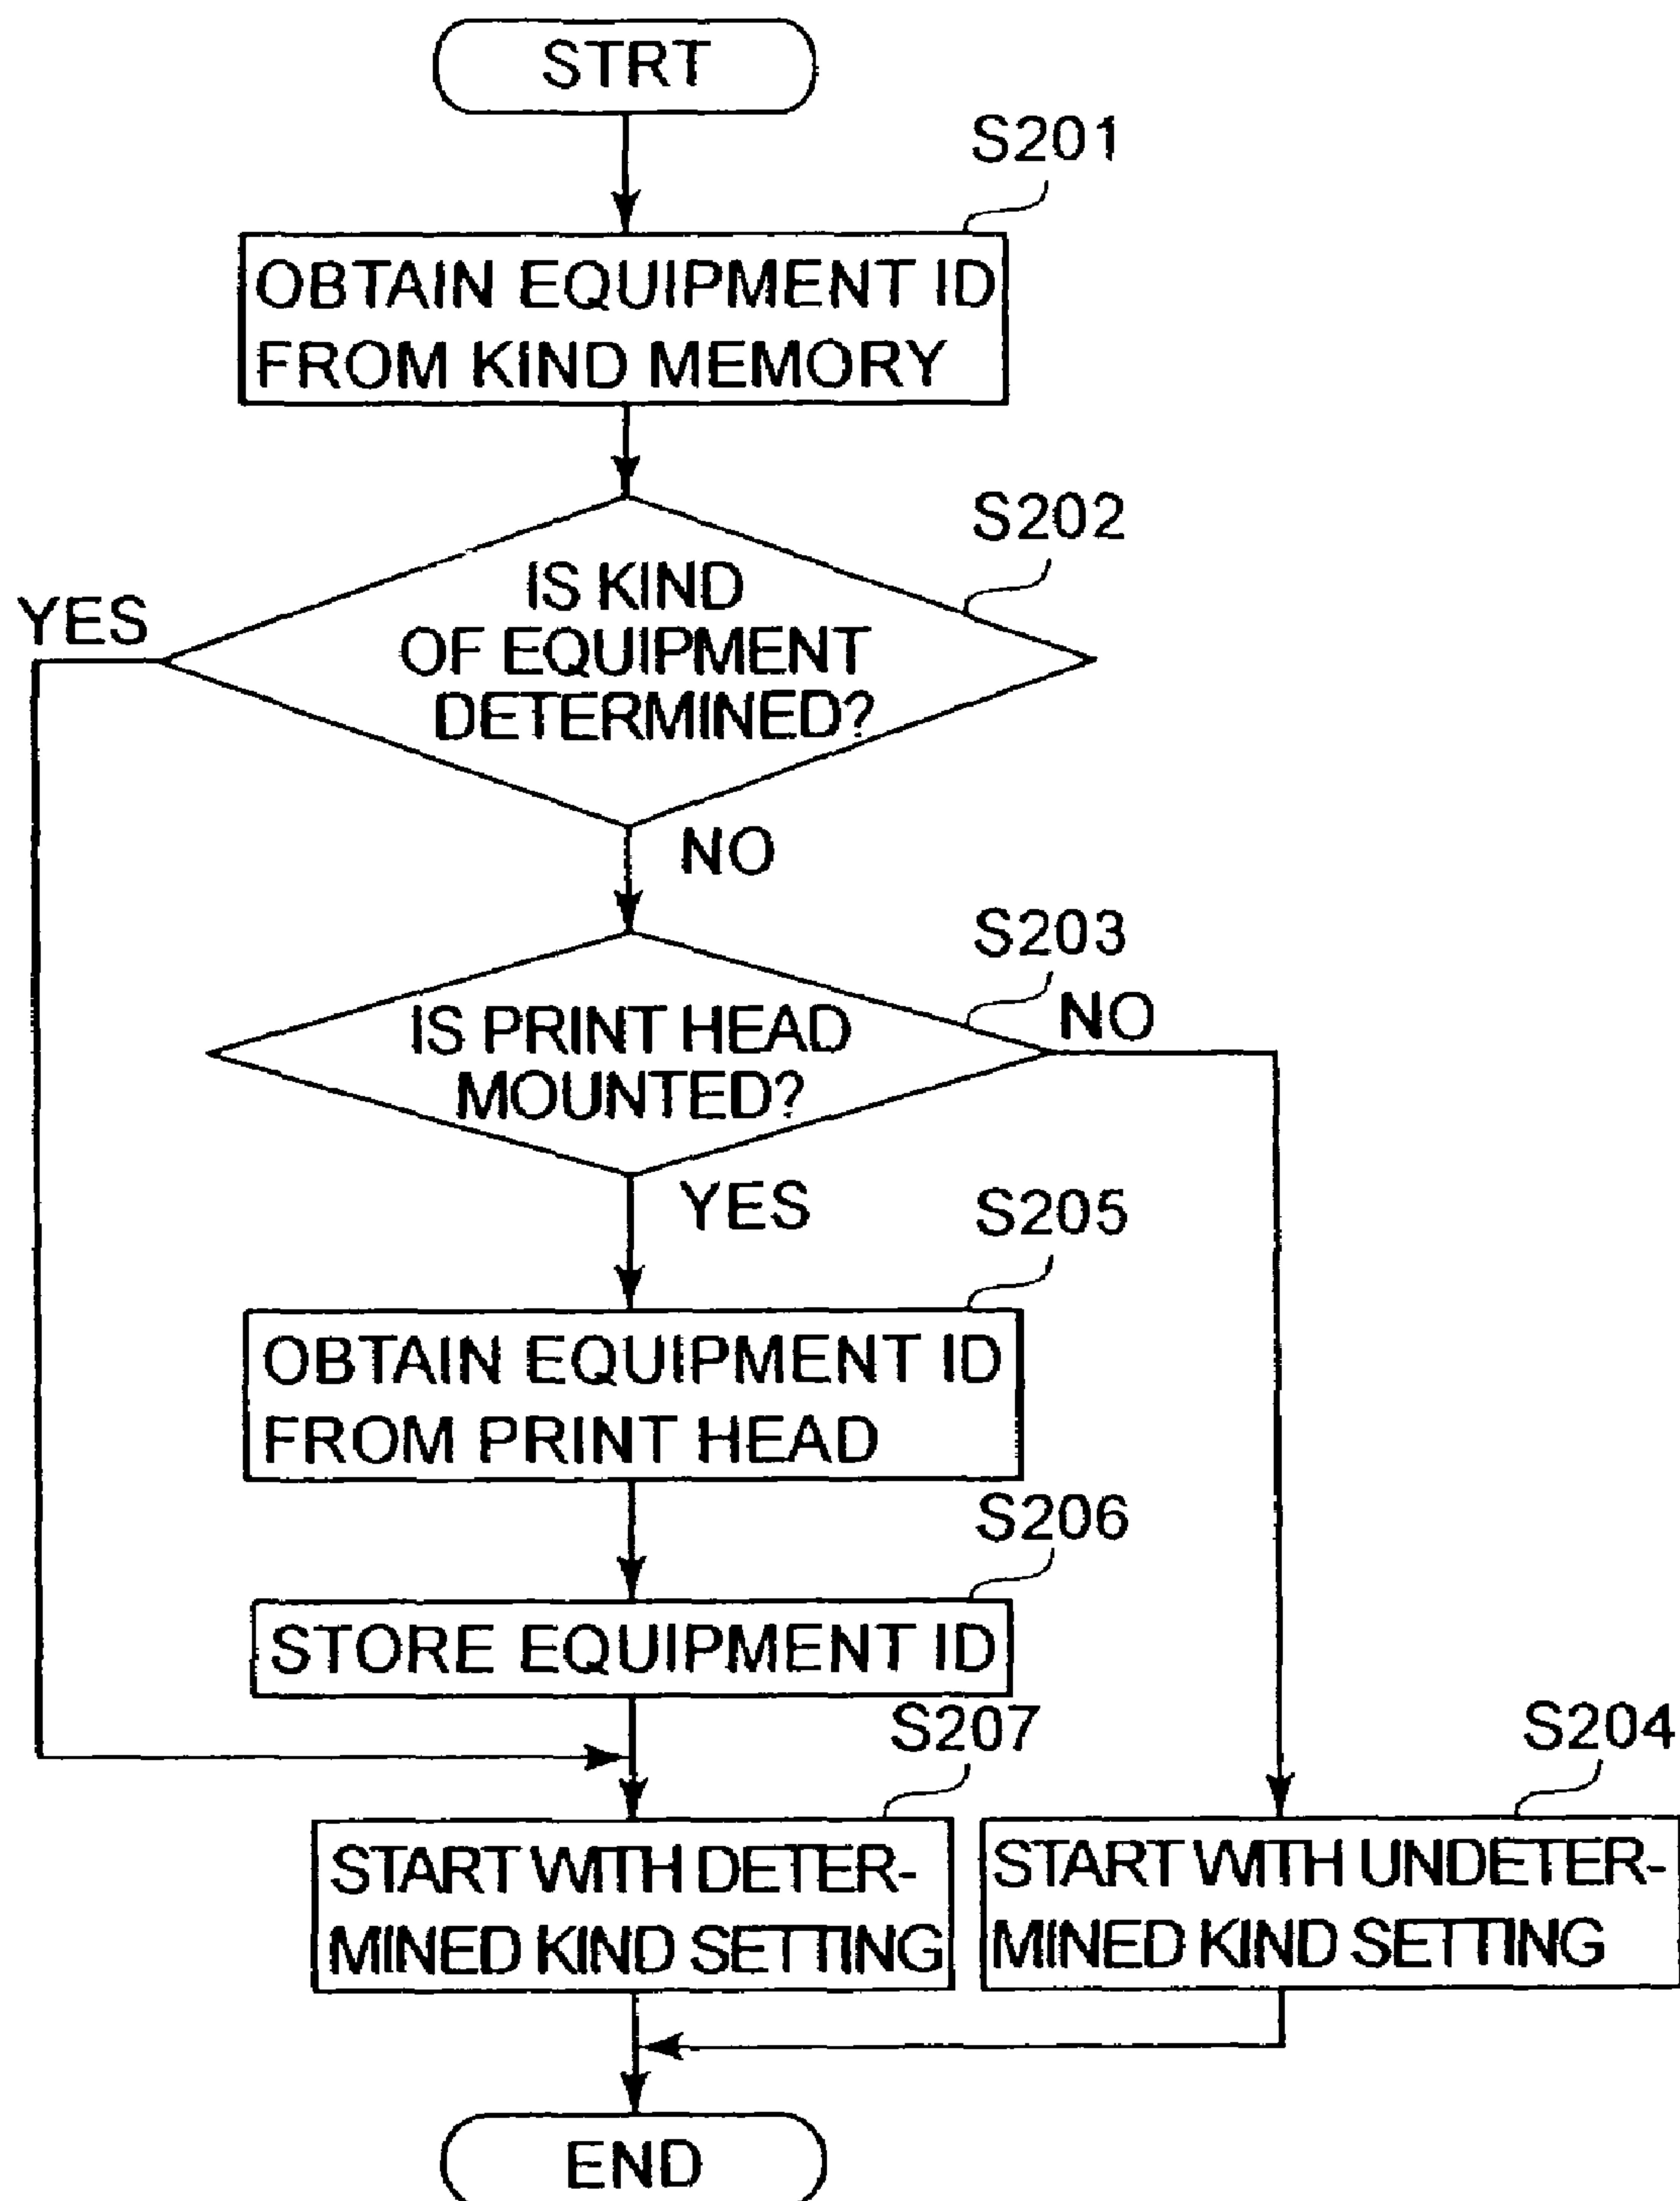 STRT
S201
OBTAIN EQUIPMENT ID
FROM KIND MEMORY
S202
IS KIND
OF EQUIPMENT
DETERMINED?
YES
NO
S203
IS PRINT HEAD
MOUNTED?
NO
YES
S205
OBTAIN EQUIPMENT ID
FROM PRINT HEAD
S206
STORE EQUIPMENT ID
S207
START WITH DETER-
MINED KIND SETTING
S204
START WITH UNDETER-
MINED KIND SETTING
END